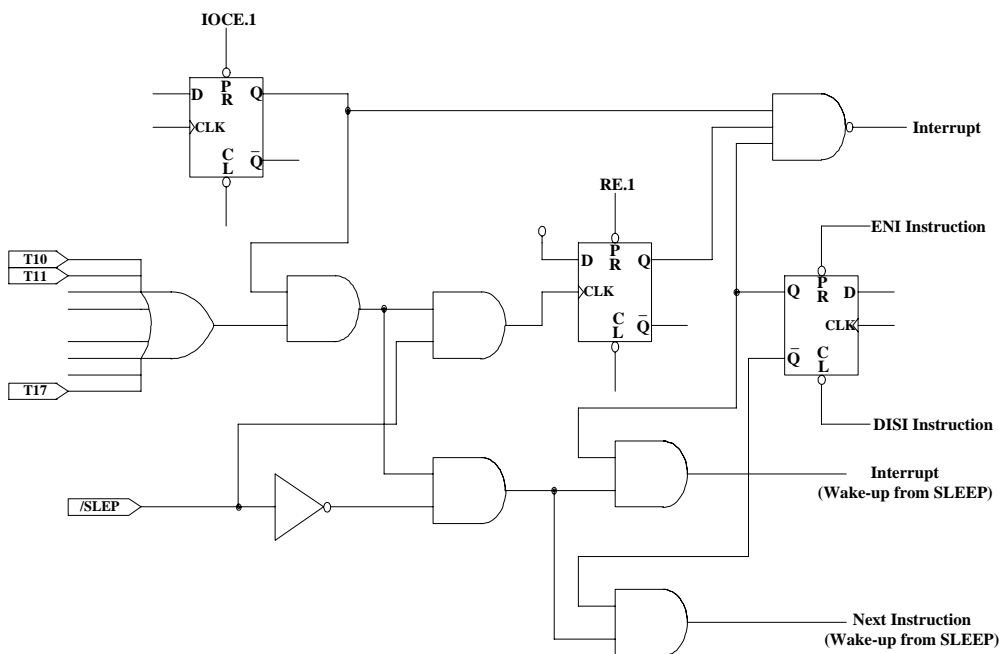 IOCE.1
D
P
R
Q
CLK
C
L
Q̅
Interrupt
RE.1
ENI Instruction
T10
T11
D
P
R
Q
CLK
C
L
Q̅
Q
P
R
D
CLK
Q̅
C
L
T17
DISI Instruction
Interrupt
(Wake-up from SLEEP)
/SLEP
Next Instruction
(Wake-up from SLEEP)